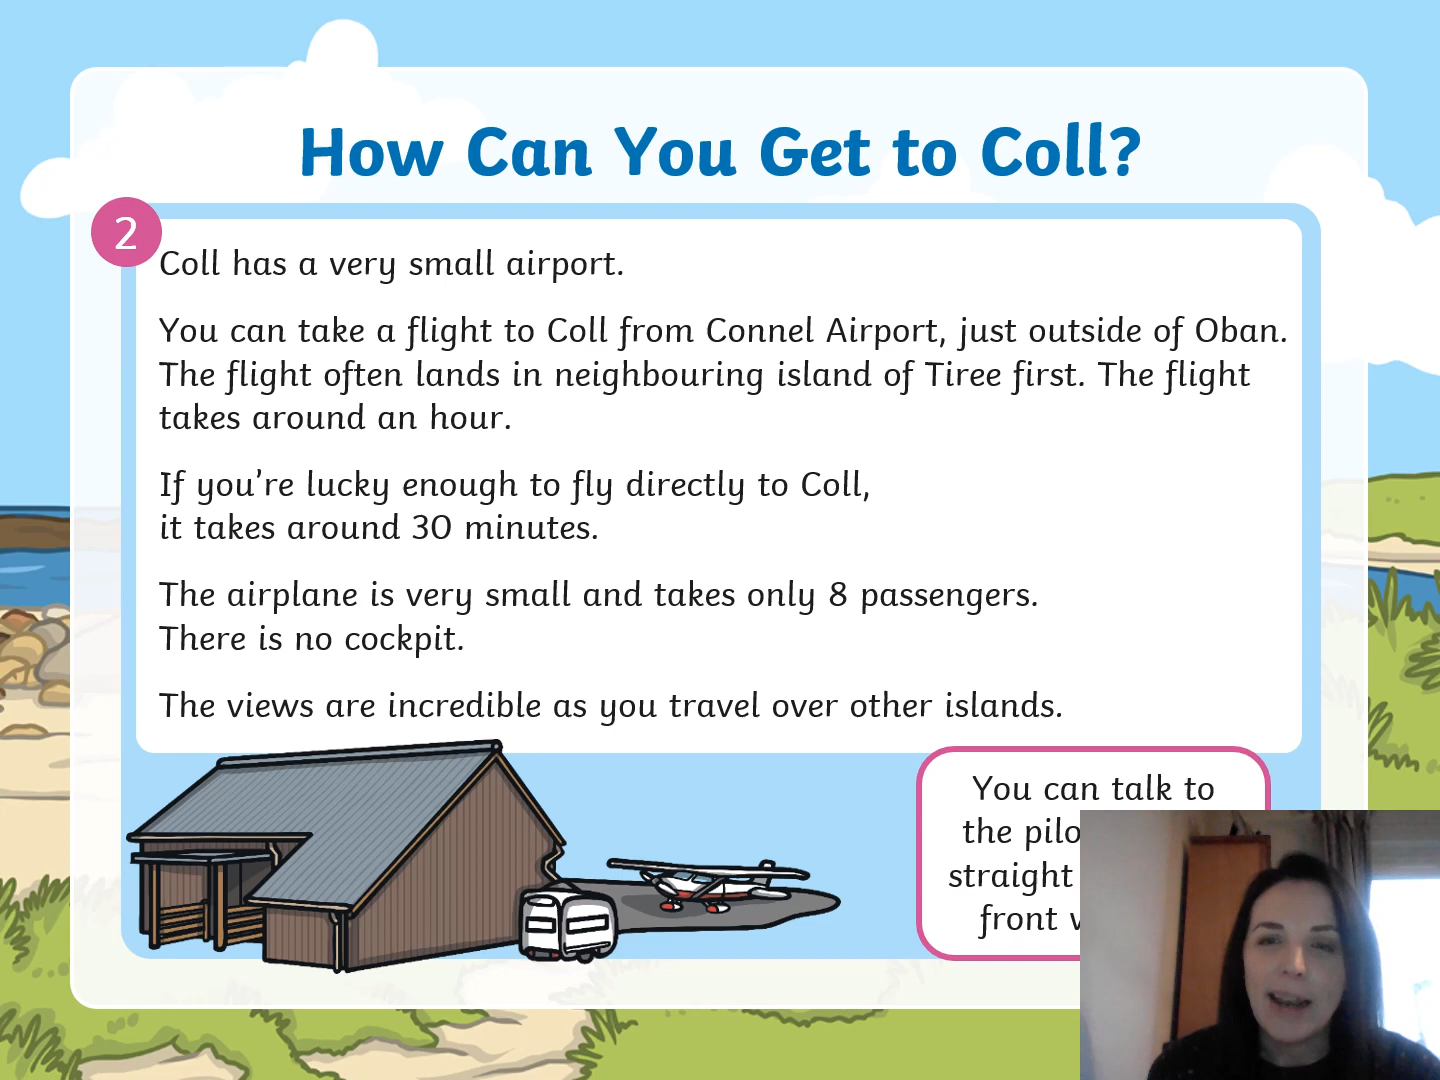 How Can You Get to Coll?
2
Coll has a very small airport.
You can take a flight to Coll from Connel Airport, just outside of Oban.
The flight often lands in neighbouring island of Tiree first. The flight
takes around an hour.
If you’re lucky enough to fly directly to Coll,
it takes around 30 minutes.
The airplane is very small and takes only 8 passengers.
There is no cockpit.
The views are incredible as you travel over other islands.
You can talk to
the
straight
front